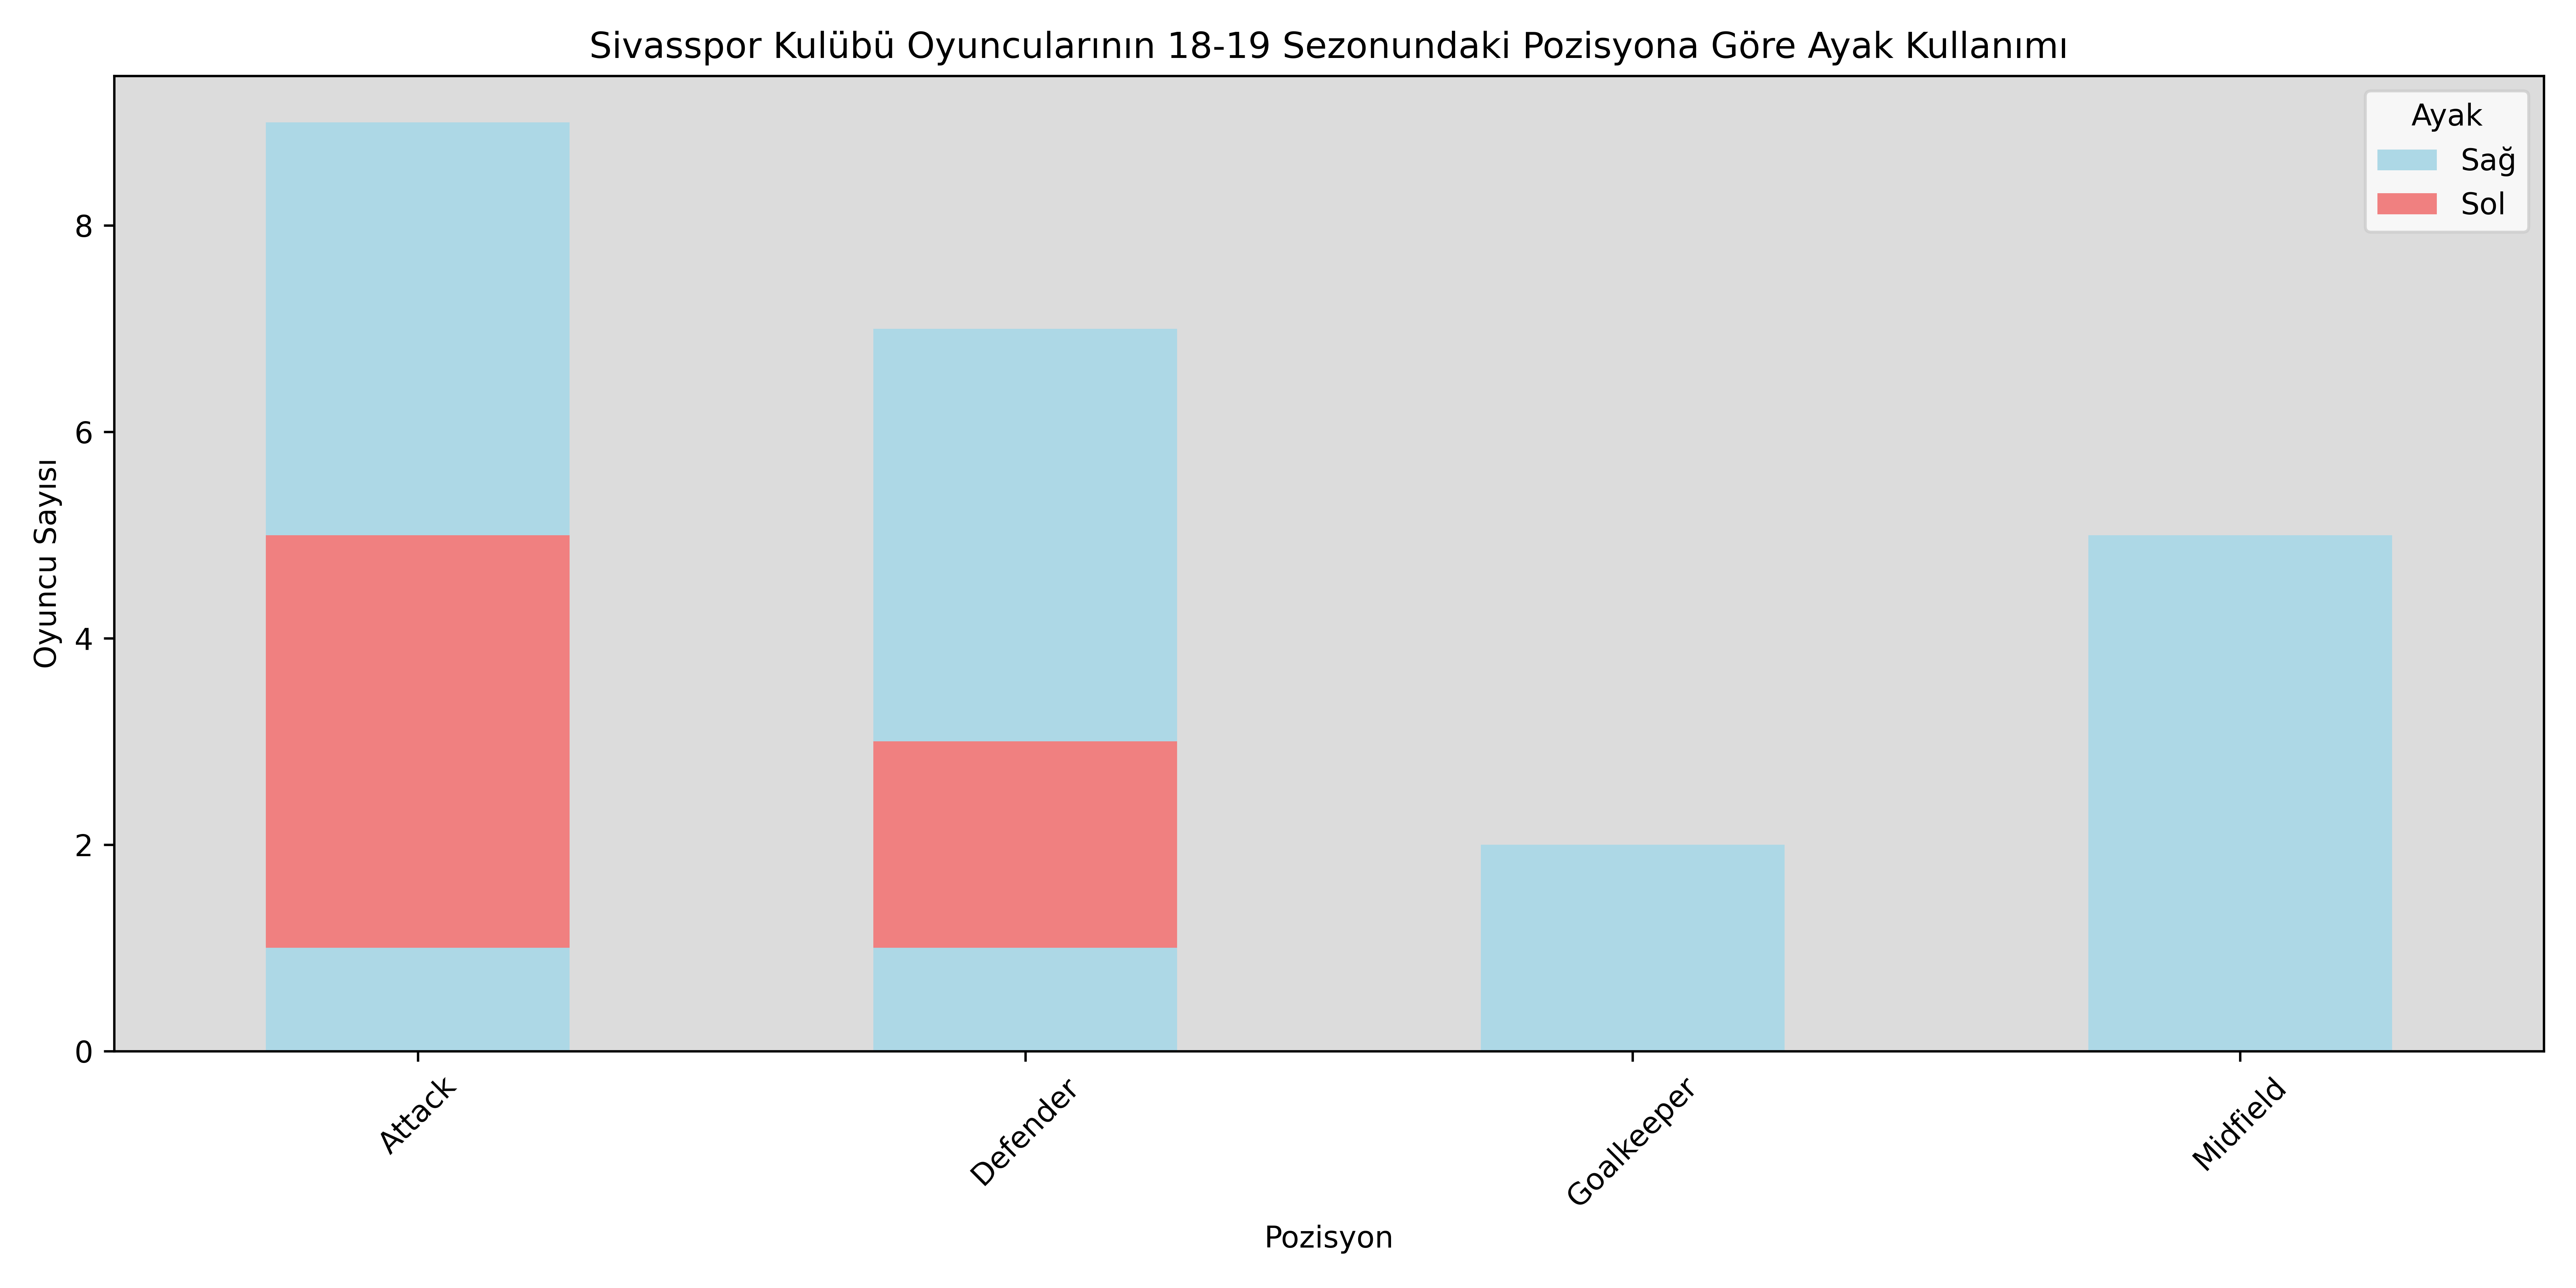 Sivasspor Kulübü Oyuncularının 18-19 Sezonundaki Pozisyona Göre Ayak Kullanımı
Ayak
Sağ
Sol
Oyuncu Sayısı
8
6
4
2
0
Attack
Defender
Goalkeeper
Midfield
Pozisyon